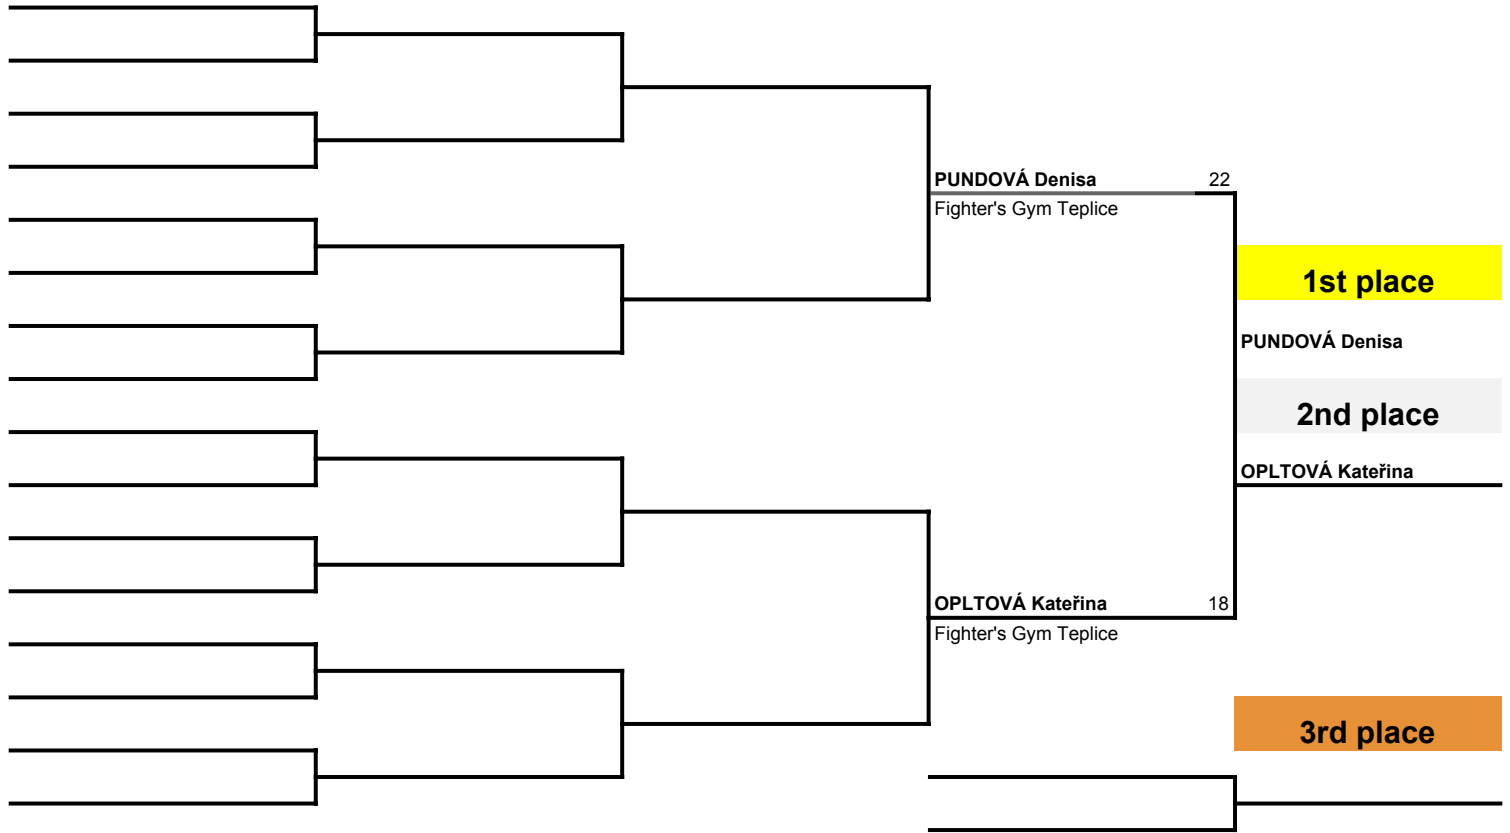 PUNDOVÁ Denisa 22
Fighter's Gym Teplice
1st place
PUNDOVÁ Denisa
2nd place
OPLTOVÁ Kateřina
OPLTOVÁ Kateřina 18
Fighter's Gym Teplice
3rd place